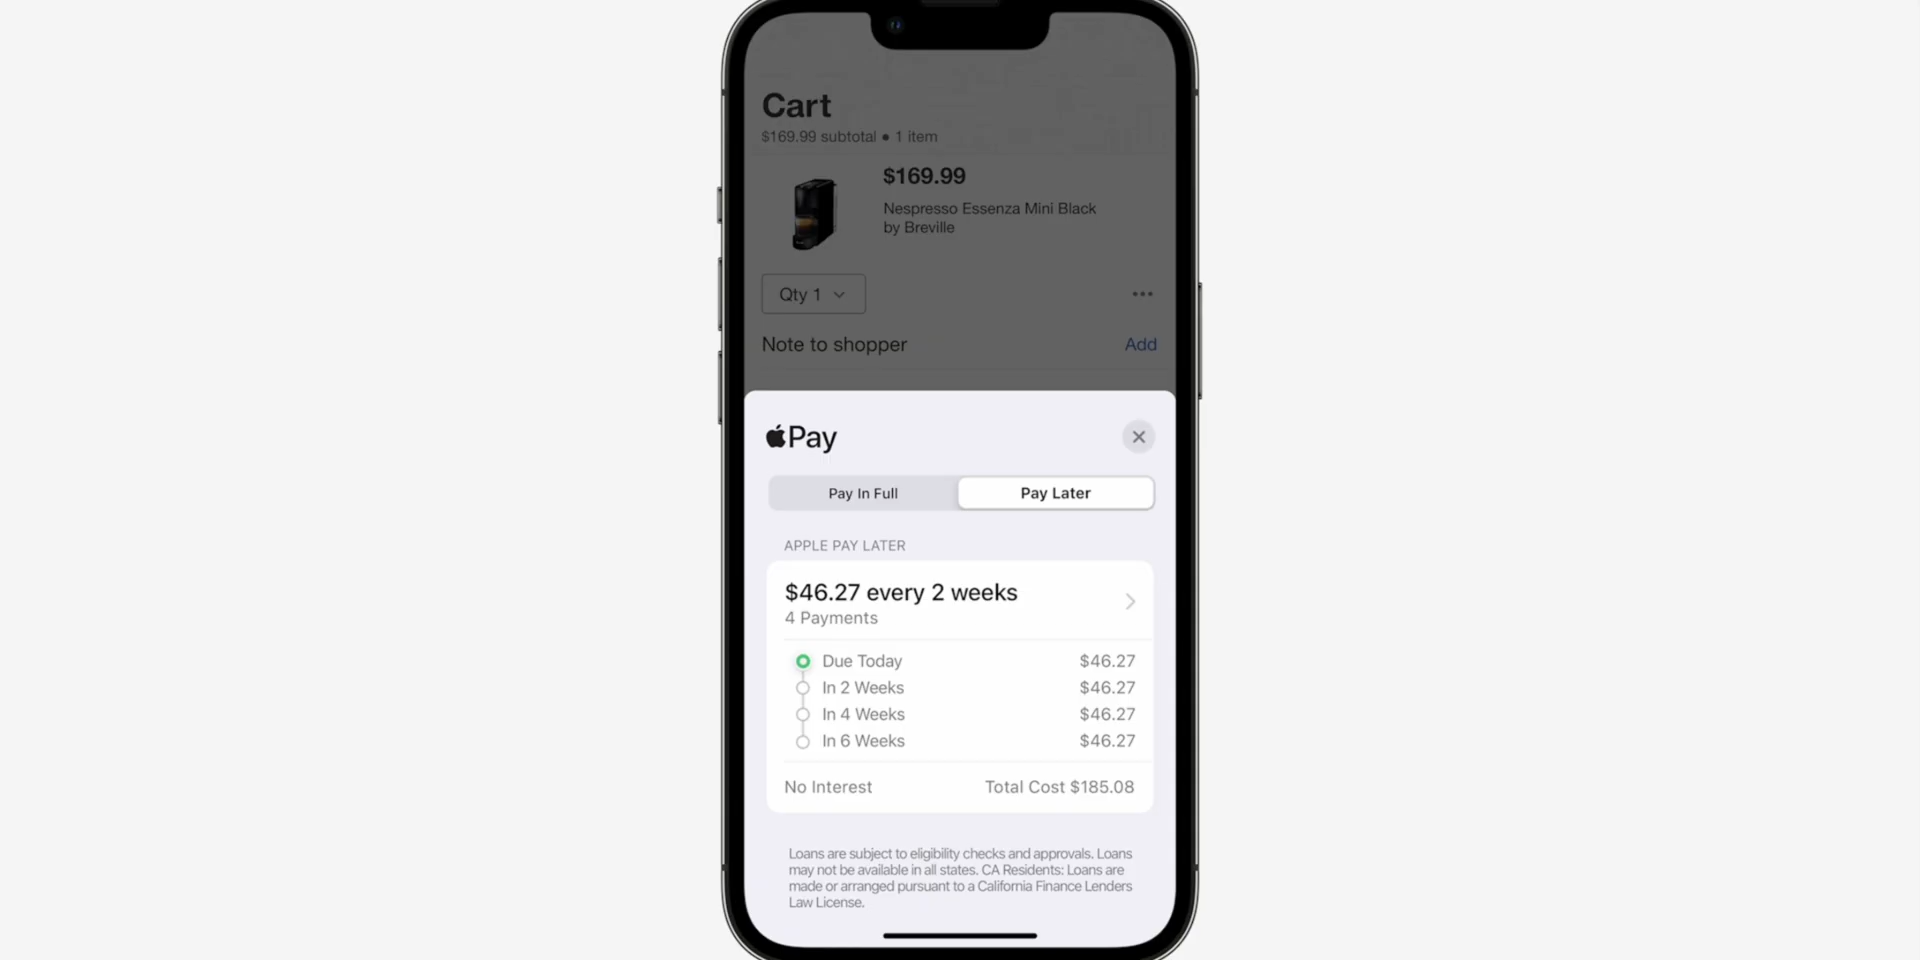 Cart
$169.99 subtotal • 1 item
$169.99
Nespresso Essenza Mini Black
by Breville
Qty 1
Note to shopper
Add
Pay
Pay In Full
Pay Later
APPLE PAY LATER
$46.27 every 2 weeks
4 Payments
Due Today $46.27
In 2 Weeks $46.27
In 4 Weeks $46.27
In 6 Weeks $46.27
No Interest
Total Cost $185.08
Loans are subject to eligibility checks and approvals. Loans
may not be available in all states. CA Residents: Loans are
made or arranged pursuant to a California Finance Lenders
Law License.